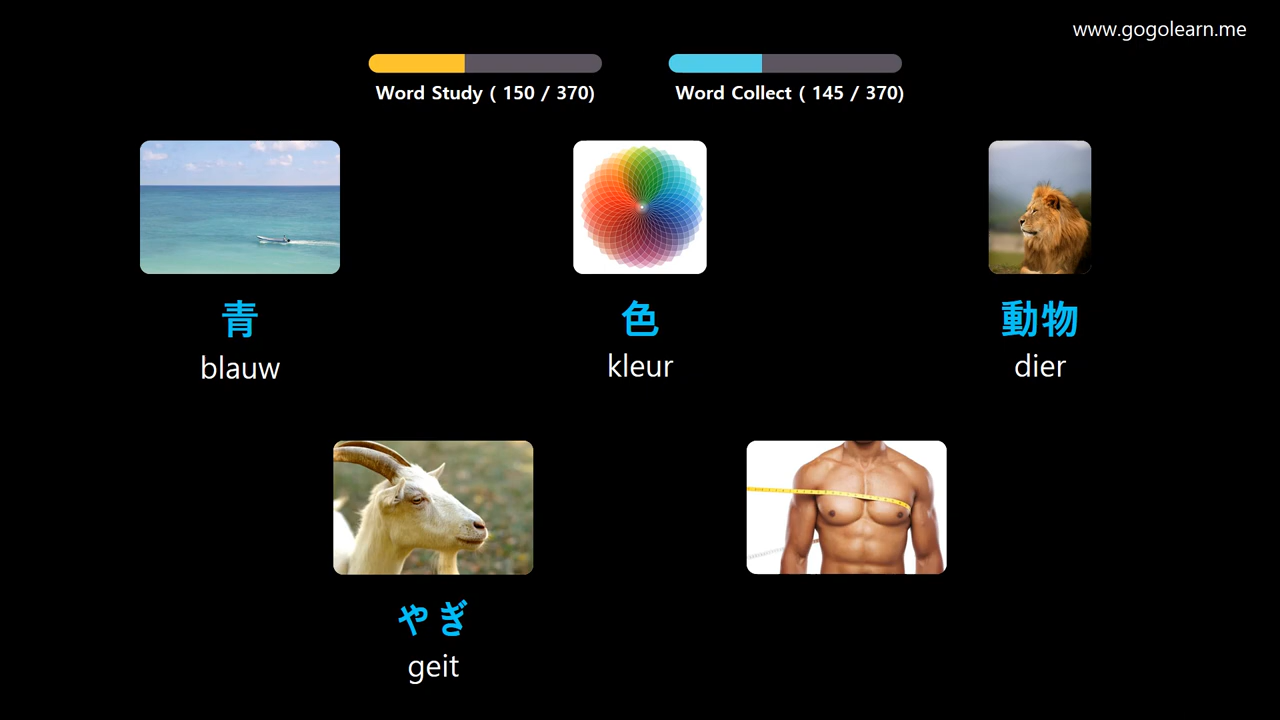 www.gogolearn.me
Word Study ( 150 / 370)
Word Collect ( 145 / 370)
青
blauw
色
kleur
動物
dier
やぎ
geit